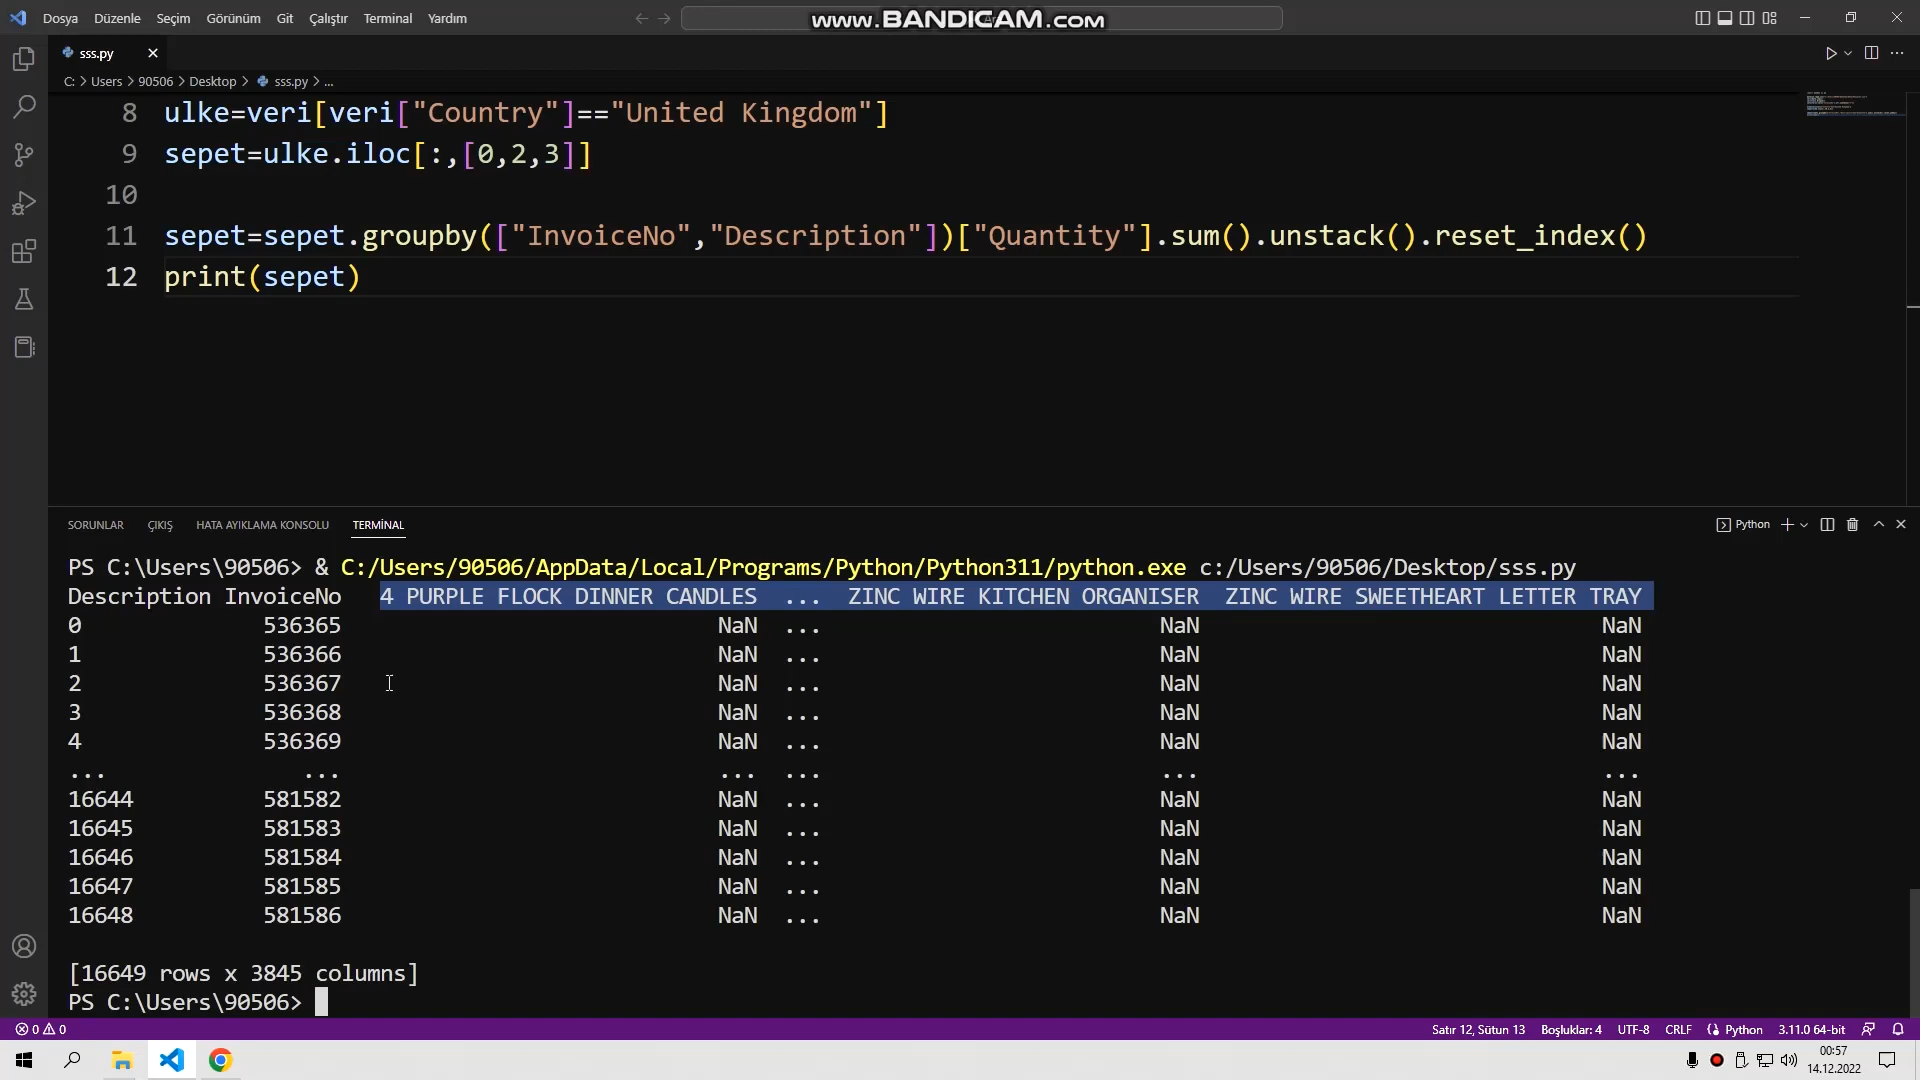 Dosya Düzenle Seçim Görünüm Git Çalıştır Terminal Yardım
www.BANDICAM.com
sss.py
C: > Users > 90506 > Desktop > sss.py > ...
8 ulke=veri[veri["Country"]=="United Kingdom"]
9 sepet=ulke.iloc[:,[0,2,3]]
10
11 sepet=sepet.groupby(["InvoiceNo","Description"])["Quantity"].sum().unstack().reset_index()
12 print(sepet)
SORUNLAR ÇIKIŞ HATA AYIKLAMA KONSOLU TERMİNAL
Python
PS C:\Users\90506> & C:/Users/90506/AppData/Local/Programs/Python/Python311/python.exe c:/Users/90506/Desktop/sss.py
Description InvoiceNo 4 PURPLE FLOCK DINNER CANDLES ... ZINC WIRE KITCHEN ORGANISER ZINC WIRE SWEETHEART LETTER TRAY
0 536365 NaN ... NaN NaN
1 536366 NaN ... NaN NaN
2 536367 NaN ... NaN NaN
3 536368 NaN ... NaN NaN
4 536369 NaN ... NaN NaN
... ... ... ... ... ...
16644 581582 NaN ... NaN NaN
16645 581583 NaN ... NaN NaN
16646 581584 NaN ... NaN NaN
16647 581585 NaN ... NaN NaN
16648 581586 NaN ... NaN NaN
[16649 rows x 3845 columns]
PS C:\Users\90506>
0 0 Satır 12, Sütun 13 Boşluklar: 4 UTF-8 CRLF Python 3.11.0 64-bit
00:57
14.12.2022